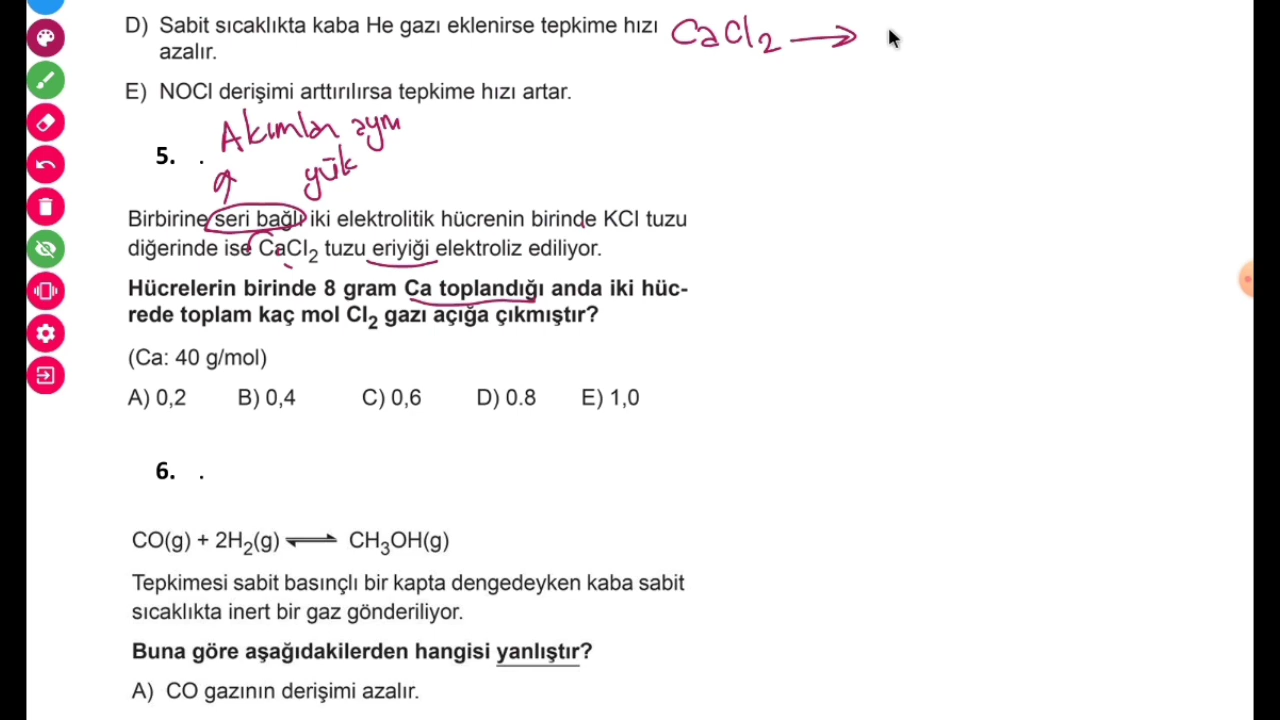 D) Sabit sıcaklıkta kaba He gazı eklenirse tepkime hızı
azalır.
CaCl2 →
E) NOCl derişimi arttırılırsa tepkime hızı artar.
Akımlar aynı
yük
5. .
Birbirine seri bağlı iki elektrolitik hücrenin birinde KCl tuzu
diğerinde ise CaCl2 tuzu eriyiği elektroliz ediliyor.
Hücrelerin birinde 8 gram Ca toplandığı anda iki hüc-
rede toplam kaç mol Cl2 gazı açığa çıkmıştır?
(Ca: 40 g/mol)
A) 0,2 B) 0,4 C) 0,6 D) 0.8 E) 1,0
6. .
CO(g) + 2H2(g) ⇌ CH3OH(g)
Tepkimesi sabit basınçlı bir kapta dengedeyken kaba sabit
sıcaklıkta inert bir gaz gönderiliyor.
Buna göre aşağıdakilerden hangisi yanlıştır?
A) CO gazının derişimi azalır.